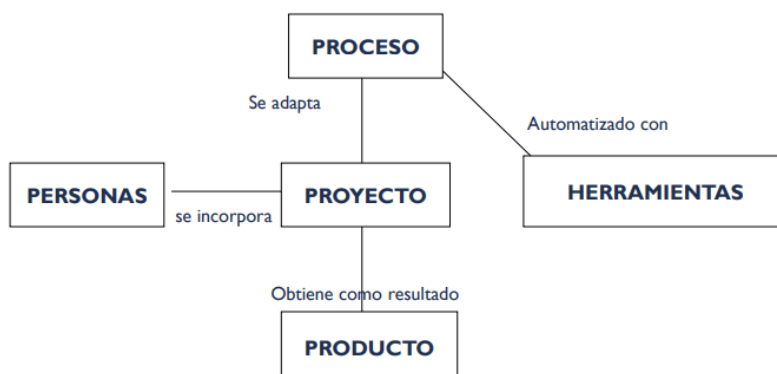 PROCESO
Se adapta
Automatizado con
PERSONAS
PROYECTO
HERRAMIENTAS
se incorpora
Obtiene como resultado
PRODUCTO